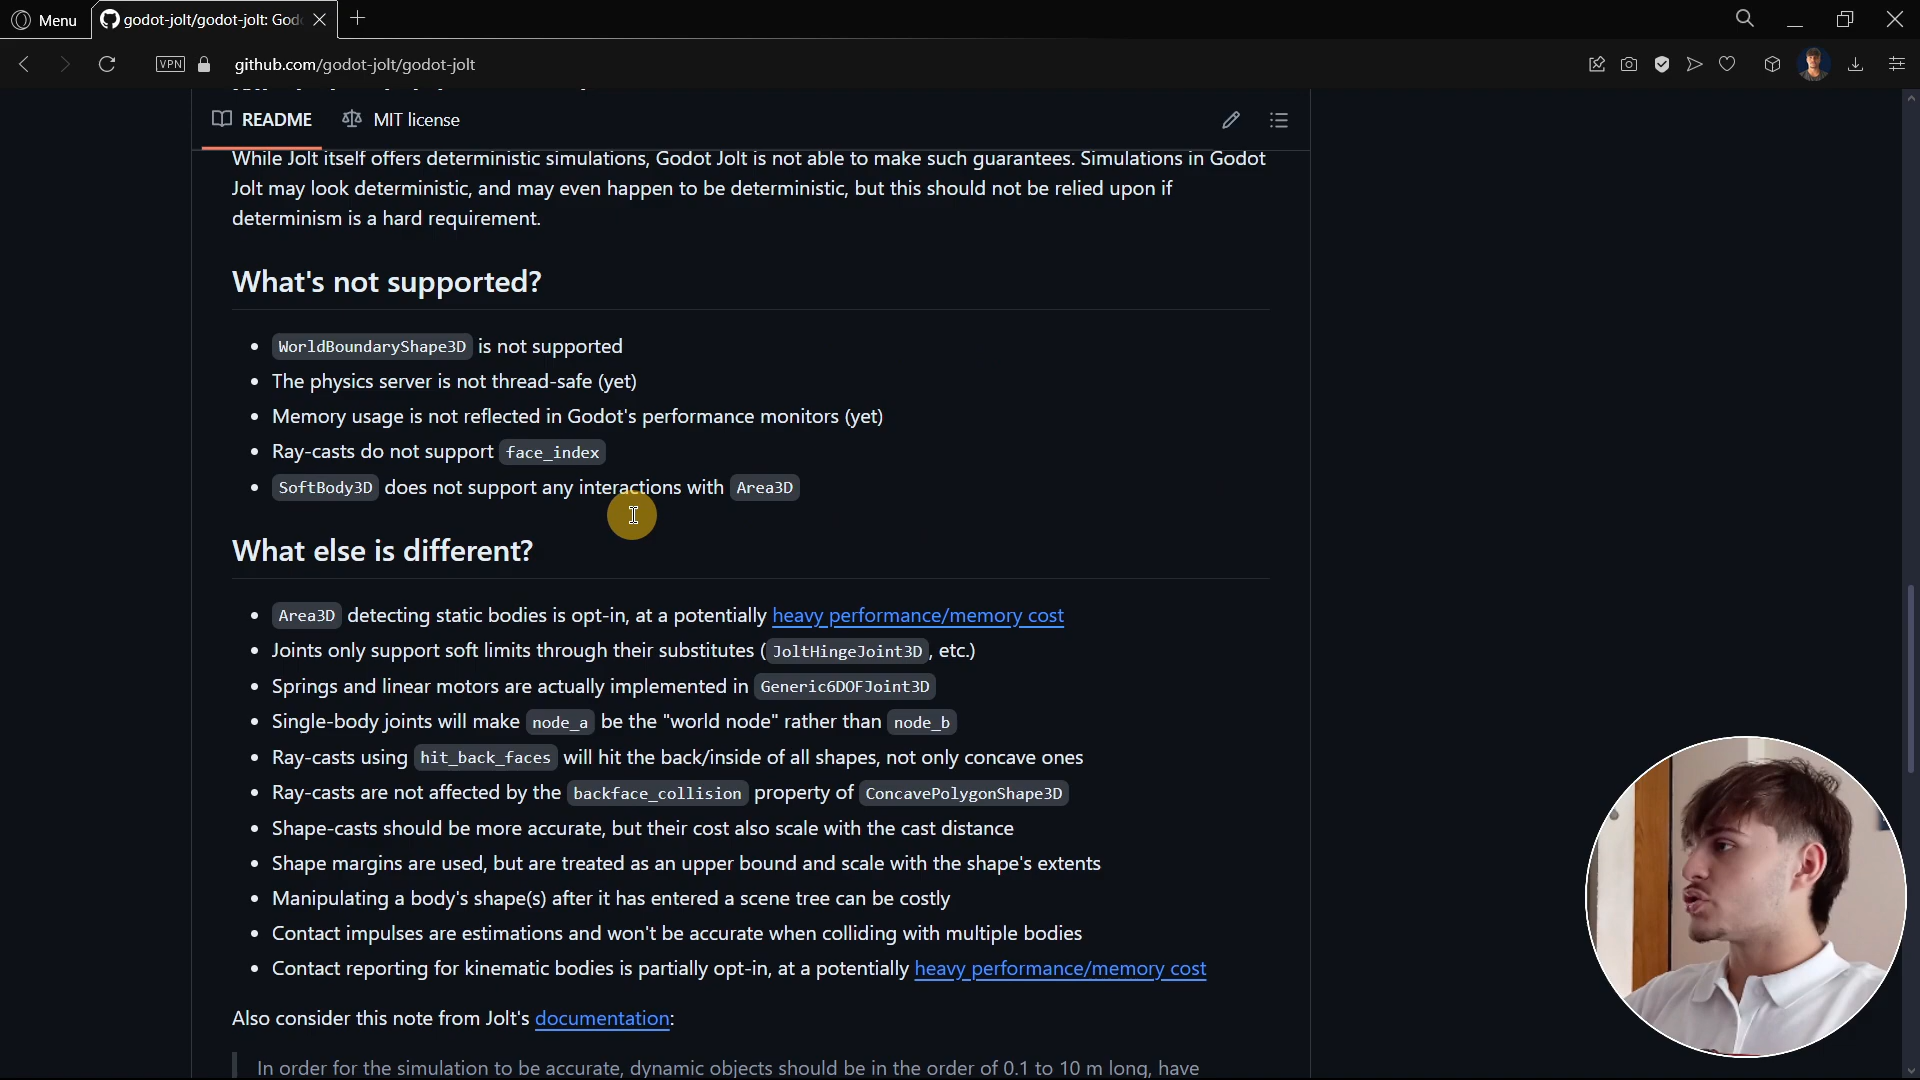 Menu
godot-jolt/godot-jolt: God
VPN
github.com/godot-jolt/godot-jolt
README
MIT license
While Jolt itself offers deterministic simulations, Godot Jolt is not able to make such guarantees. Simulations in Godot
Jolt may look deterministic, and may even happen to be deterministic, but this should not be relied upon if
determinism is a hard requirement.
What's not supported?
• WorldBoundaryShape3D is not supported
• The physics server is not thread-safe (yet)
• Memory usage is not reflected in Godot's performance monitors (yet)
• Ray-casts do not support face_index
• SoftBody3D does not support any interactions with Area3D
What else is different?
• Area3D detecting static bodies is opt-in, at a potentially heavy performance/memory cost
• Joints only support soft limits through their substitutes (JoltHingeJoint3D, etc.)
• Springs and linear motors are actually implemented in Generic6DOFJoint3D
• Single-body joints will make node_a be the "world node" rather than node_b
• Ray-casts using hit_back_faces will hit the back/inside of all shapes, not only concave ones
• Ray-casts are not affected by the backface_collision property of ConcavePolygonShape3D
• Shape-casts should be more accurate, but their cost also scale with the cast distance
• Shape margins are used, but are treated as an upper bound and scale with the shape's extents
• Manipulating a body's shape(s) after it has entered a scene tree can be costly
• Contact impulses are estimations and won't be accurate when colliding with multiple bodies
• Contact reporting for kinematic bodies is partially opt-in, at a potentially heavy performance/memory cost
Also consider this note from Jolt's documentation:
In order for the simulation to be accurate, dynamic objects should be in the order of 0.1 to 10 m long, have